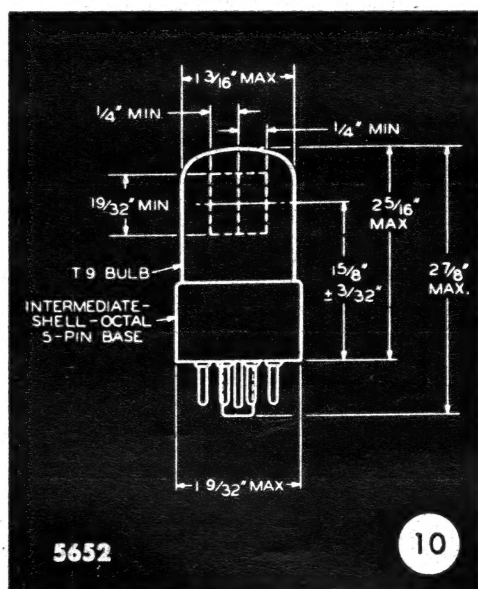 1 3/16" MAX.
1/4" MIN.
1/4" MIN
19/32" MIN
2 5/16"
MAX
2 7/8"
MAX.
1 5/8"
± 3/32"
T 9 BULB
INTERMEDIATE-
SHELL-OCTAL
5-PIN BASE
1 9/32" MAX
5652
10